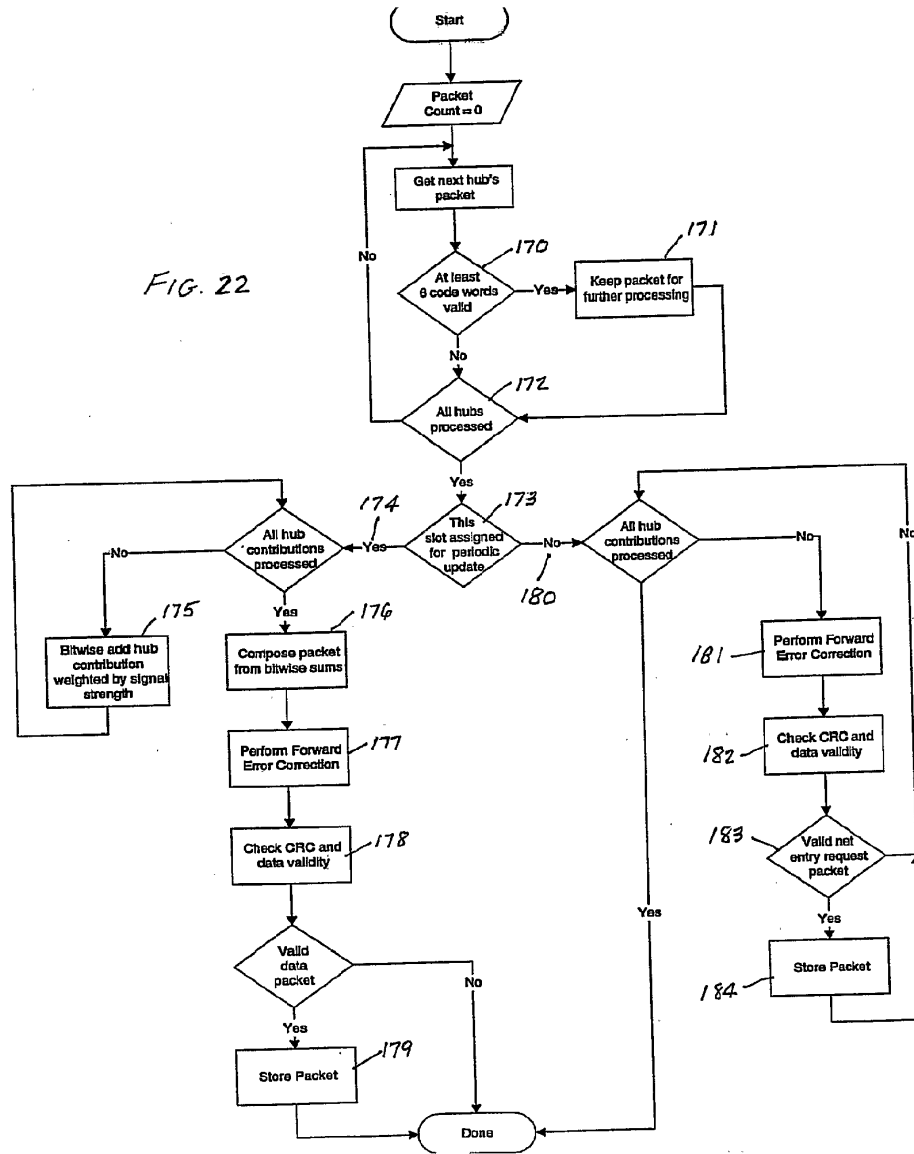 Start
Packet
Count = 0
Get next hub's
packet
FIG. 22
No
170
171
At least
6 code words
valid
Yes
Keep packet for
further processing
No
172
All hubs
processed
Yes
174
173
180
All hub
contributions
processed
Yes
This
slot assigned
for periodic
update
No
All hub
contributions
processed
No
No
No
175
Bitwise add hub
contribution
weighted by signal
strength
Yes
176
Compose packet
from bitwise sums
181
Perform Forward
Error Correction
177
Perform Forward
Error Correction
182
Check CRC and
data validity
178
Check CRC and
data validity
183
Valid net
entry request
packet
Yes
Valid
data
packet
No
Yes
Yes
184
Store Packet
179
Store Packet
Done